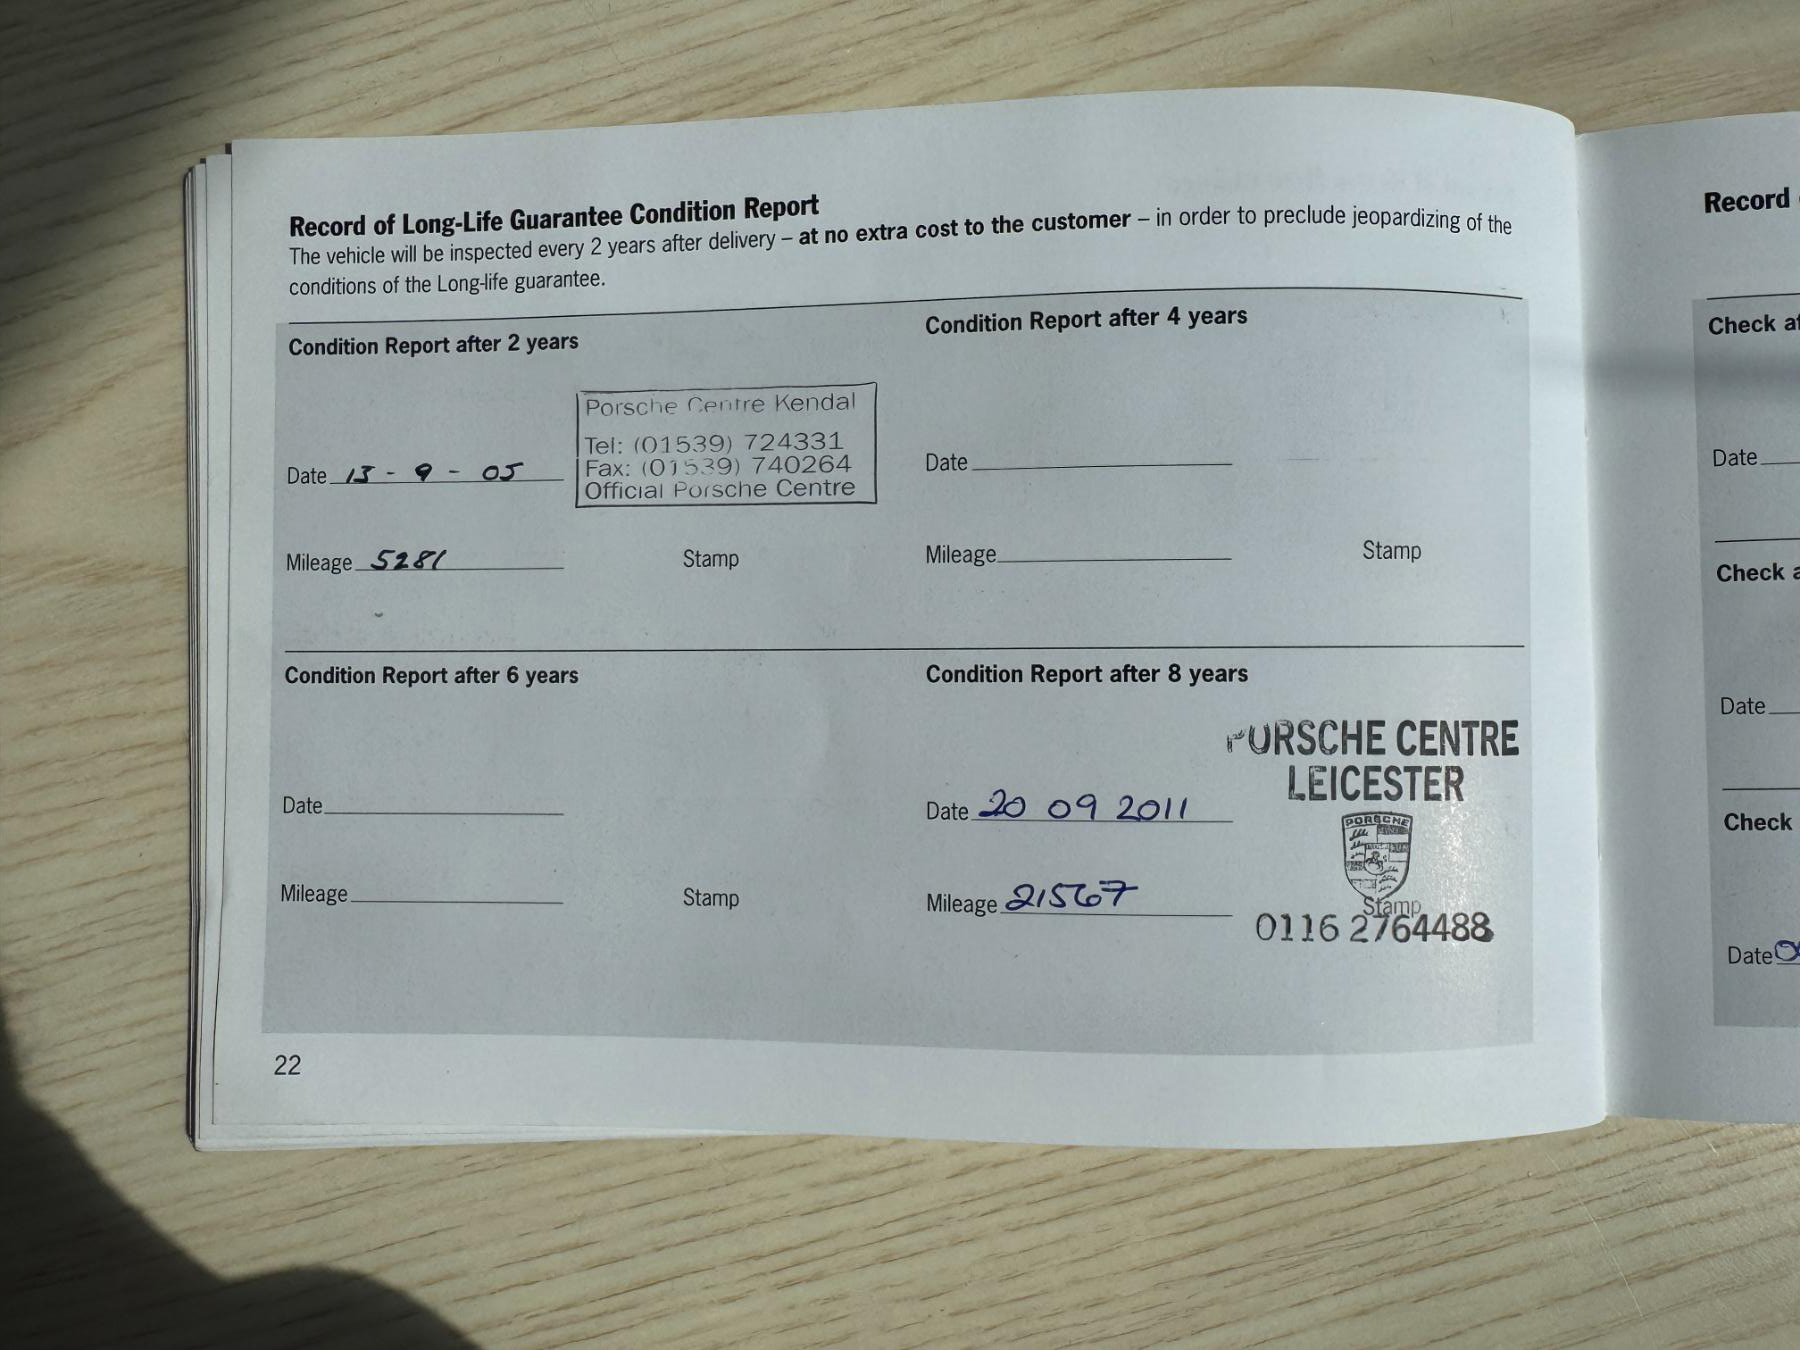 Record of Long-Life Guarantee Condition Report
The vehicle will be inspected every 2 years after delivery – at no extra cost to the customer – in order to preclude jeopardizing of the
conditions of the Long-life guarantee.
Condition Report after 2 years
Porsche Centre Kendal
Tel: (01539) 724331
Fax: (01539) 740264
Official Porsche Centre
Date 13 - 9 - 05
Mileage 5281
Stamp
Condition Report after 4 years
Date
Mileage
Stamp
Condition Report after 6 years
Date
Mileage
Stamp
Condition Report after 8 years
PORSCHE CENTRE
LEICESTER
PORSCHE
Date 20 09 2011
Mileage 21567
Stamp
0116 2764488
22
Record
Check
Date
Check
Date
Check
Date